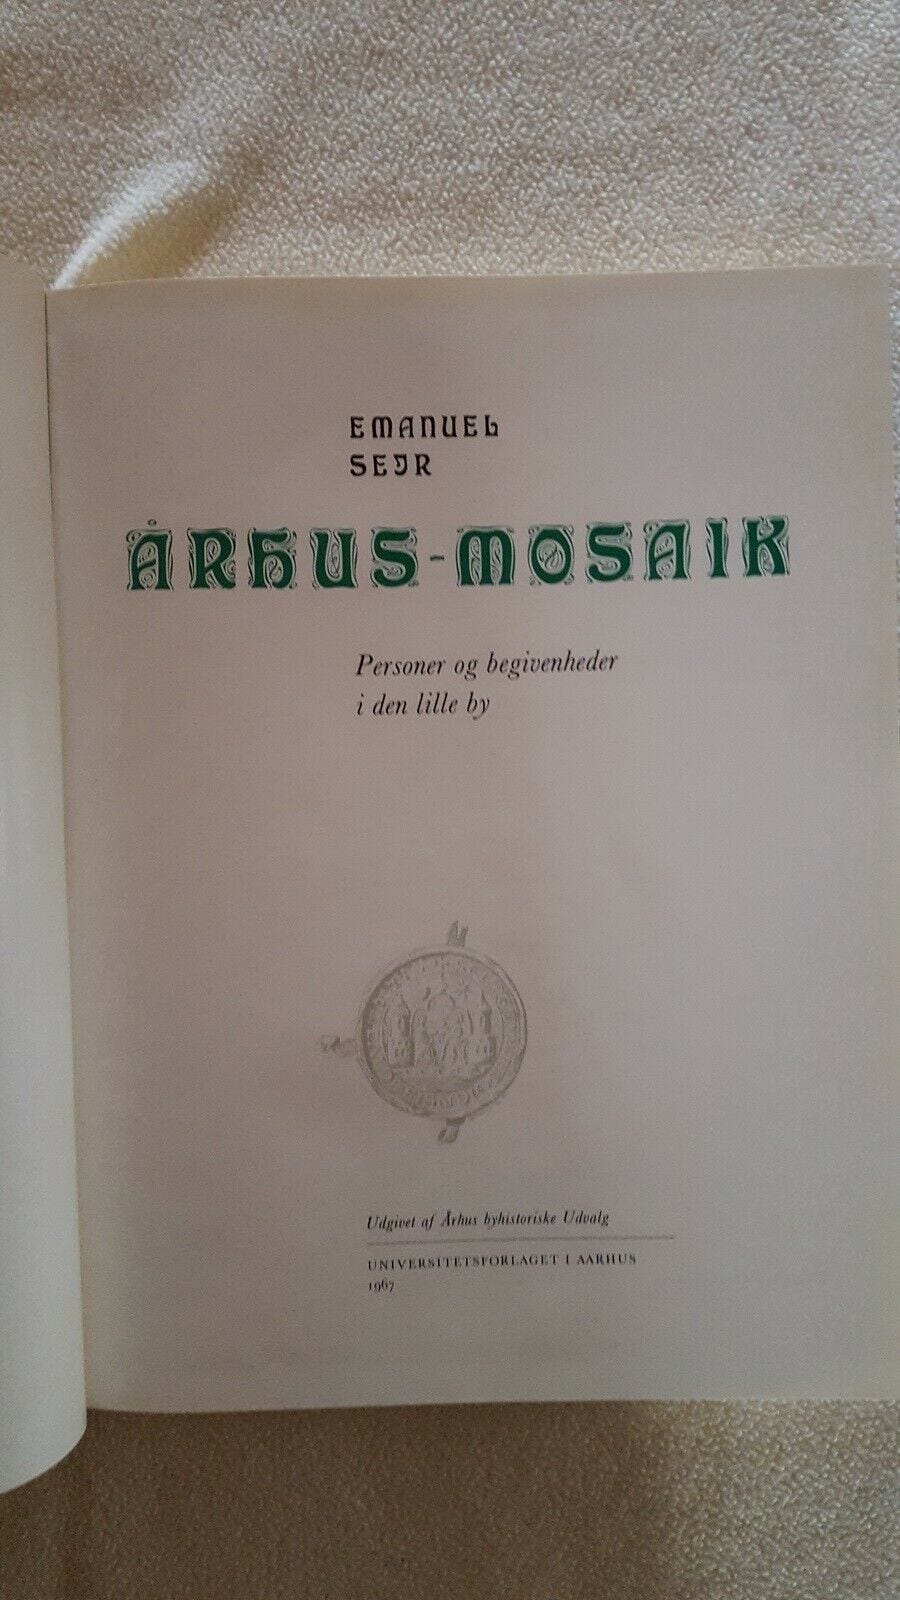 EMANUEL
SEJR
ÅRHUS-MOSAIK
Personer og begivenheder
i den lille by
Udgivet af Århus byhistoriske Udvalg
UNIVERSITETSFORLAGET I AARHUS
1967